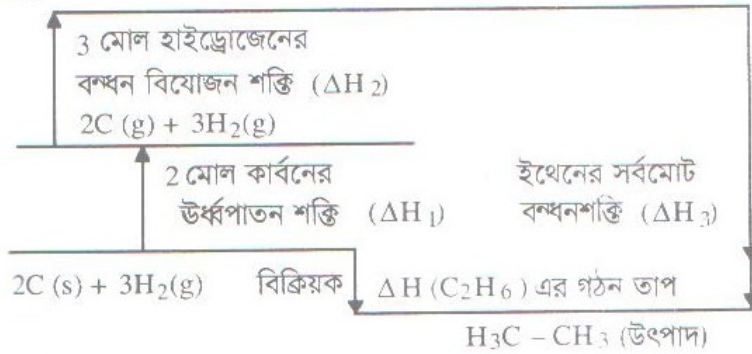 3 মোল হাইড্রোজেনের
বন্ধন বিয়োজন শক্তি (ΔH₂)
2C (g) + 3H₂(g)
2 মোল কার্বনের
ঊর্ধ্বপাতন শক্তি (ΔH₁)
ইথেনের সর্বমোট
বন্ধনশক্তি (ΔH₃)
2C (s) + 3H₂(g) বিক্রিয়ক
ΔH (C₂H₆) এর গঠন তাপ
H₃C – CH₃ (উৎপাদ)